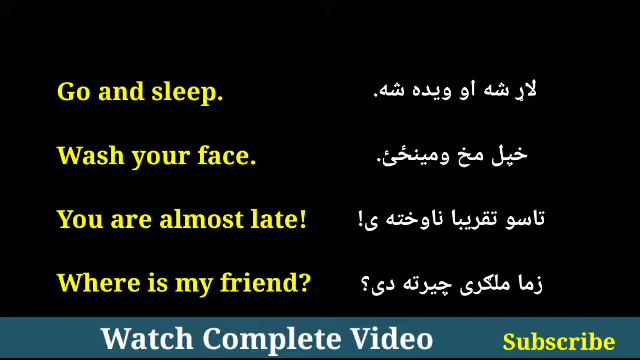 Go and sleep. لاړ شه او ویده شه.
Wash your face. خپل مخ ومینځئ.
You are almost late! تاسو تقریبا ناوخته ی!
Where is my friend? زما ملګری چیرته دی؟
Watch Complete Video Subscribe